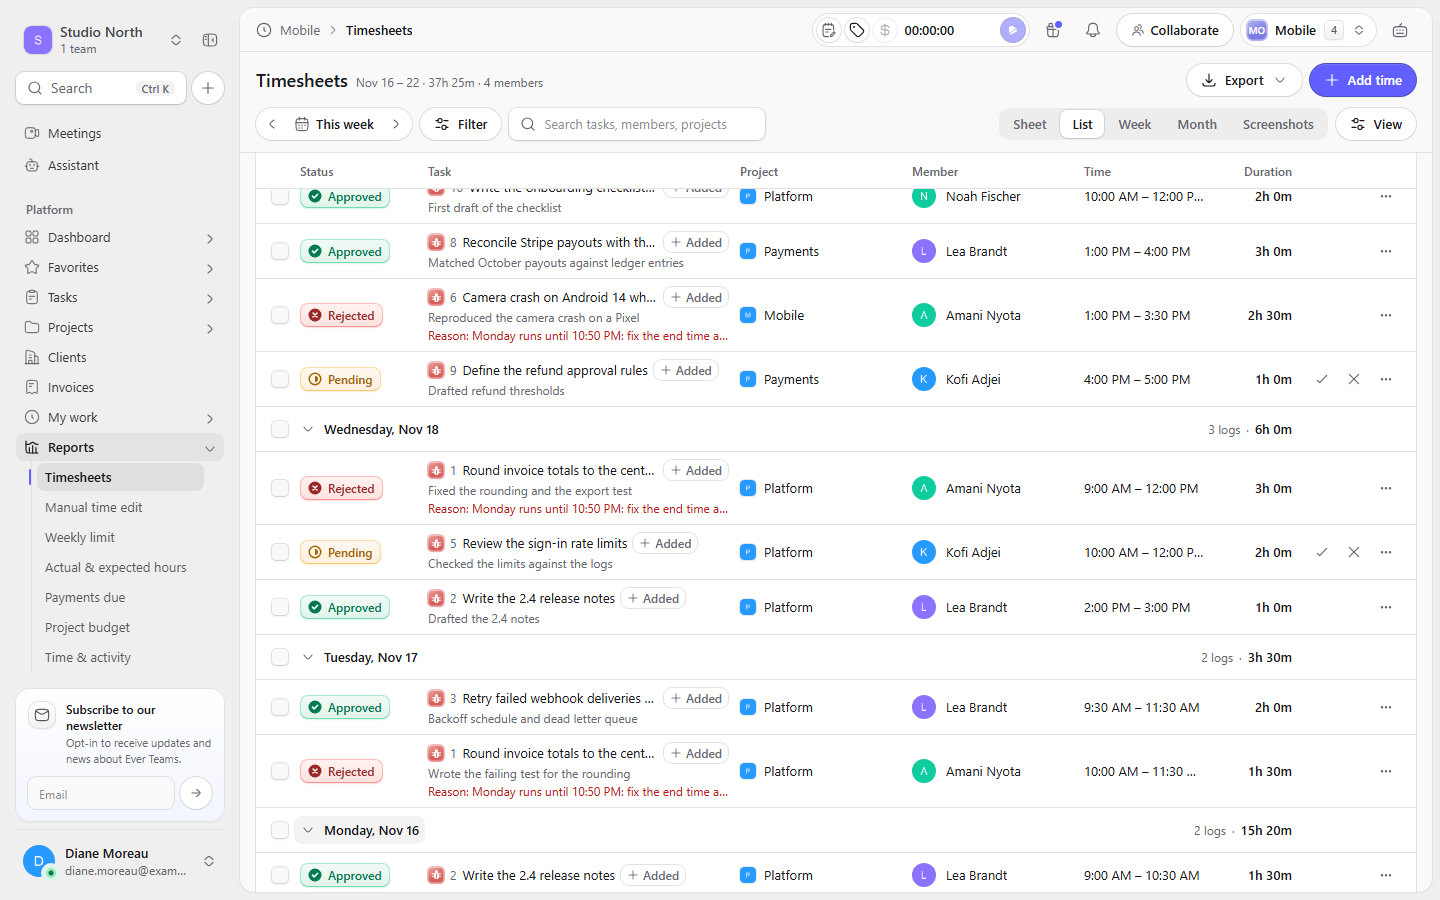 S
Studio North
1 team
Search
Ctrl K
Meetings
Assistant
Platform
Dashboard
Favorites
Tasks
Projects
Clients
Invoices
My work
Reports
Timesheets
Manual time edit
Weekly limit
Actual & expected hours
Payments due
Project budget
Time & activity
Subscribe to our
newsletter
Opt-in to receive updates and
news about Ever Teams.
Email
D
Diane Moreau
diane.moreau@exam...
Mobile
Timesheets
$
00:00:00
Collaborate
MO
Mobile
4
Timesheets
Nov 16 – 22 · 37h 25m · 4 members
Export
Add time
This week
Filter
Search tasks, members, projects
Sheet
List
Week
Month
Screenshots
View
Status
Task
Project
Member
Time
Duration
Approved
10 Write the onboarding checklist...
Added
First draft of the checklist
P
Platform
N
Noah Fischer
10:00 AM – 12:00 P...
2h 0m
Approved
8 Reconcile Stripe payouts with th...
Added
Matched October payouts against ledger entries
P
Payments
L
Lea Brandt
1:00 PM – 4:00 PM
3h 0m
Rejected
6 Camera crash on Android 14 wh...
Added
Reproduced the camera crash on a Pixel
Reason: Monday runs until 10:50 PM: fix the end time a...
M
Mobile
A
Amani Nyota
1:00 PM – 3:30 PM
2h 30m
Pending
9 Define the refund approval rules
Added
Drafted refund thresholds
P
Payments
K
Kofi Adjei
4:00 PM – 5:00 PM
1h 0m
Wednesday, Nov 18
3 logs · 6h 0m
Rejected
1 Round invoice totals to the cent...
Added
Fixed the rounding and the export test
Reason: Monday runs until 10:50 PM: fix the end time a...
P
Platform
A
Amani Nyota
9:00 AM – 12:00 PM
3h 0m
Pending
5 Review the sign-in rate limits
Added
Checked the limits against the logs
P
Platform
K
Kofi Adjei
10:00 AM – 12:00 P...
2h 0m
Approved
2 Write the 2.4 release notes
Added
Drafted the 2.4 notes
P
Platform
L
Lea Brandt
2:00 PM – 3:00 PM
1h 0m
Tuesday, Nov 17
2 logs · 3h 30m
Approved
3 Retry failed webhook deliveries ...
Added
Backoff schedule and dead letter queue
P
Platform
L
Lea Brandt
9:30 AM – 11:30 AM
2h 0m
Rejected
1 Round invoice totals to the cent...
Added
Wrote the failing test for the rounding
Reason: Monday runs until 10:50 PM: fix the end time a...
P
Platform
A
Amani Nyota
10:00 AM – 11:30 ...
1h 30m
Monday, Nov 16
2 logs · 15h 20m
Approved
2 Write the 2.4 release notes
Added
P
Platform
L
Lea Brandt
9:00 AM – 10:30 AM
1h 30m